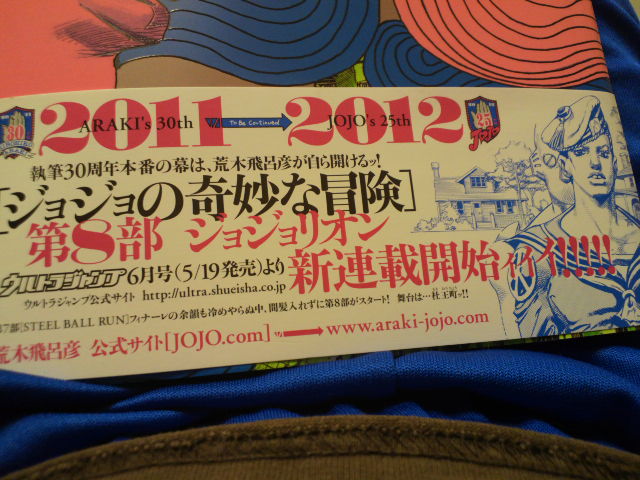 2011 To Be Continued 2012
ARAKI's 30th JOJO's 25th
30
25
執筆30周年本番の幕は、荒木飛呂彦が自ら開けるッ!
[ジョジョの奇妙な冒険]
第8部 ジョジョリオン
新連載開始ィィイ!!!!!
ウルトラジャンプ 6月号(5/19発売)より
ウルトラジャンプ公式サイト http://ultra.shueisha.co.jp
第7部[STEEL BALL RUN]フィナーレの余韻も冷めやらぬ中、間髪入れずに第8部がスタート! 舞台は…杜王町ッ!!
荒木飛呂彦 公式サイト[JOJO.com] www.araki-jojo.com